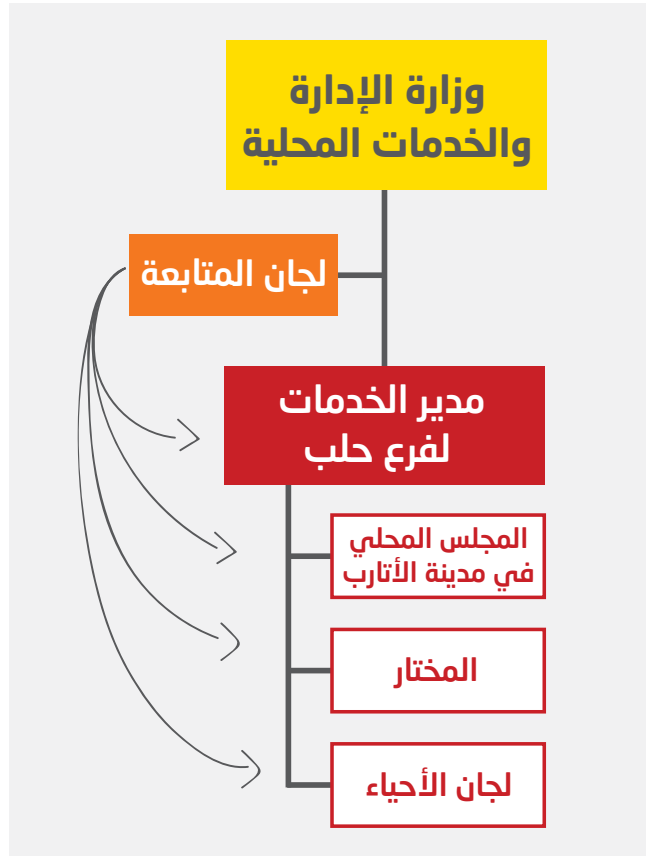 وزارة الإدارة
والخدمات المحلية
لجان المتابعة
مدير الخدمات
لفرع حلب
المجلس المحلي
في مدينة الأتارب
المختار
لجان الأحياء